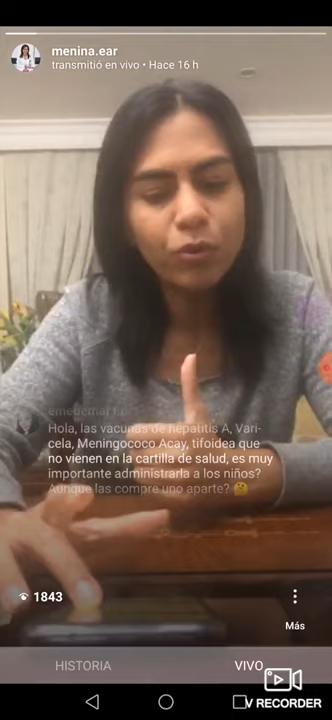 menina.ear
transmitió en vivo • Hace 16 h
Hola, las vacunas de hepatitis A, Vari-
cela, Meningococo Acay, tifoidea que
no vienen en la cartilla de salud, es muy
importante administrarla a los niños?
Aunque las compre uno aparte? 🤔
1843
Más
HISTORIA
VIVO
V RECORDER